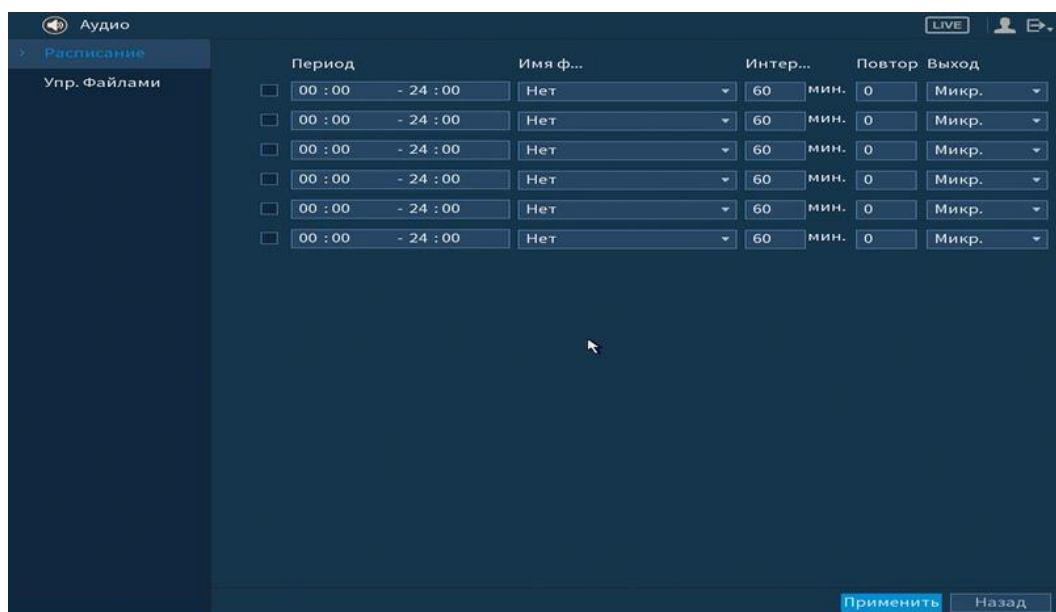 Аудио LIVE
Расписание
Упр. Файлами
Период Имя ф... Интер... Повтор Выход
00 :00 - 24 :00 Нет 60 мин. 0 Микр.
00 :00 - 24 :00 Нет 60 мин. 0 Микр.
00 :00 - 24 :00 Нет 60 мин. 0 Микр.
00 :00 - 24 :00 Нет 60 мин. 0 Микр.
00 :00 - 24 :00 Нет 60 мин. 0 Микр.
00 :00 - 24 :00 Нет 60 мин. 0 Микр.
Применить Назад